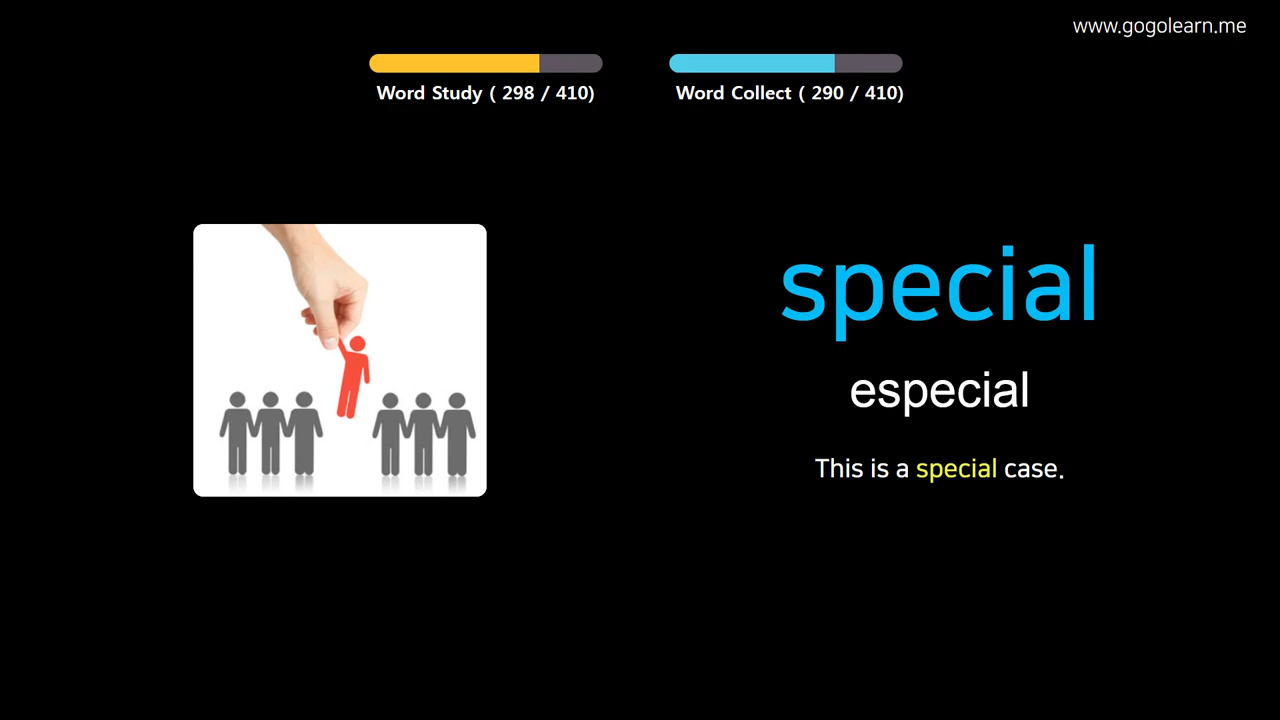 www.gogolearn.me
Word Study ( 298 / 410)
Word Collect ( 290 / 410)
special
especial
This is a special case.